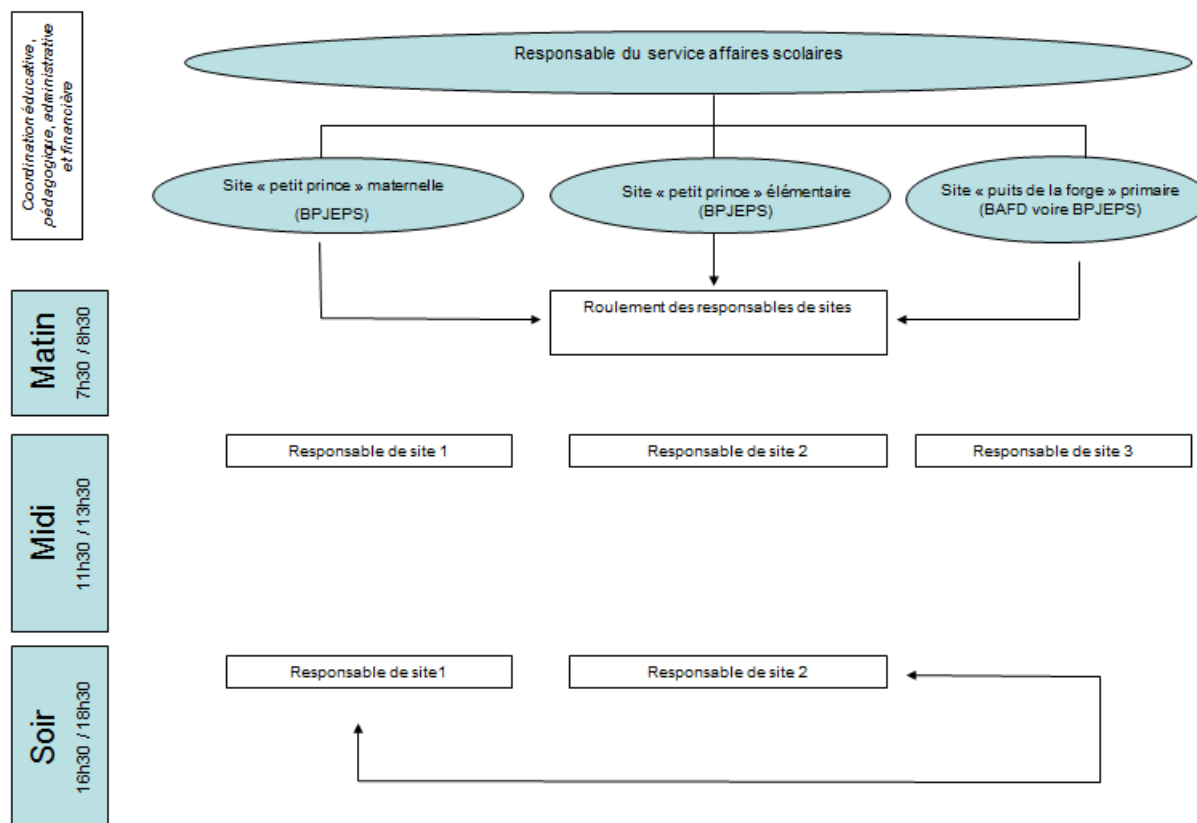 Coordination éducative,
pédagogique, administrative
et financière
Responsable du service affaires scolaires
Site « petit prince » maternelle
(BPJEPS)
Site « petit prince » élémentaire
(BPJEPS)
Site « puits de la forge » primaire
(BAFD voire BPJEPS)
Matin
7h30 / 8h30
Roulement des responsables de sites
Midi
11h30 / 13h30
Responsable de site 1
Responsable de site 2
Responsable de site 3
Soir
16h30 / 18h30
Responsable de site1
Responsable de site 2